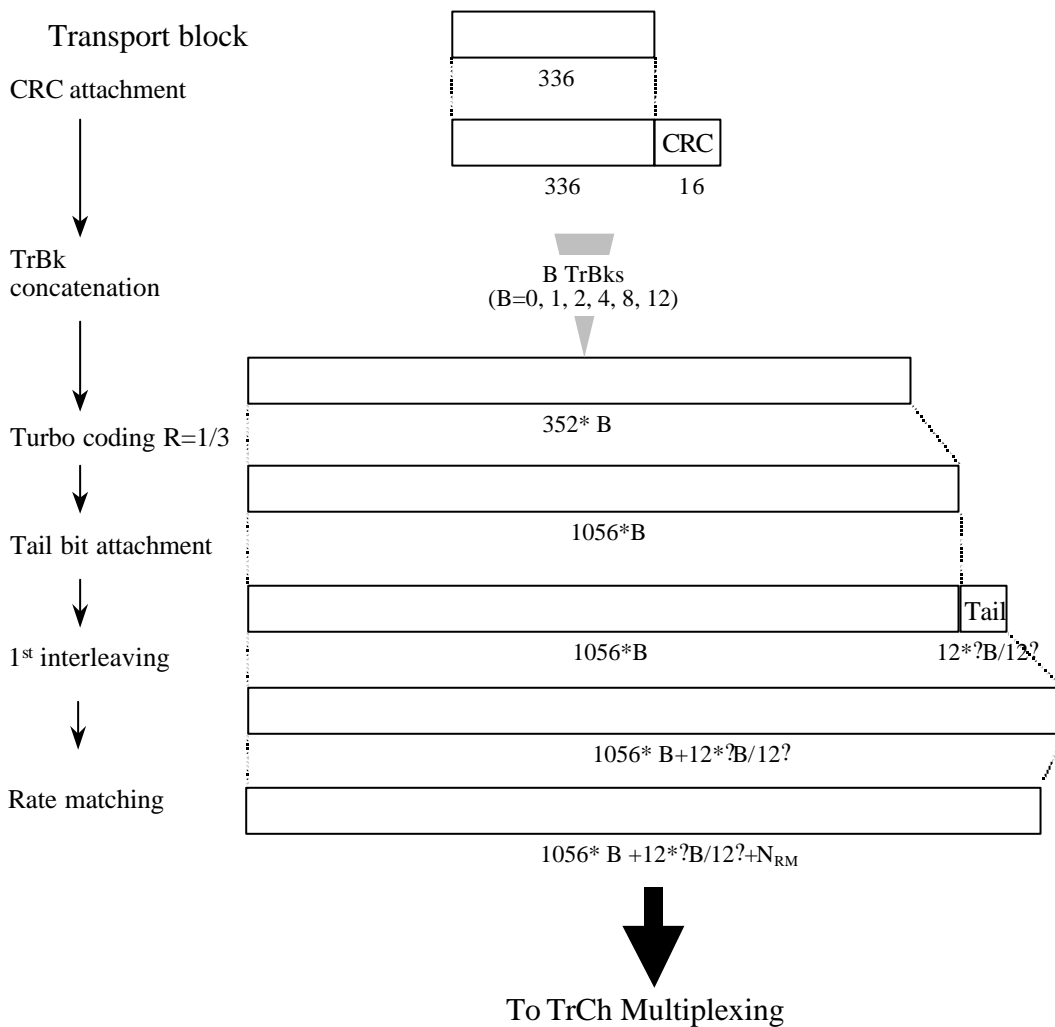 Transport block
336
CRC attachment
CRC
336
16
TrBk
concatenation
B TrBks
(B=0, 1, 2, 4, 8, 12)
352* B
Turbo coding R=1/3
1056*B
Tail bit attachment
Tail
1st interleaving
1056*B
12*?B/12?
1056* B+12*?B/12?
Rate matching
1056* B +12*?B/12?+NRM
To TrCh Multiplexing